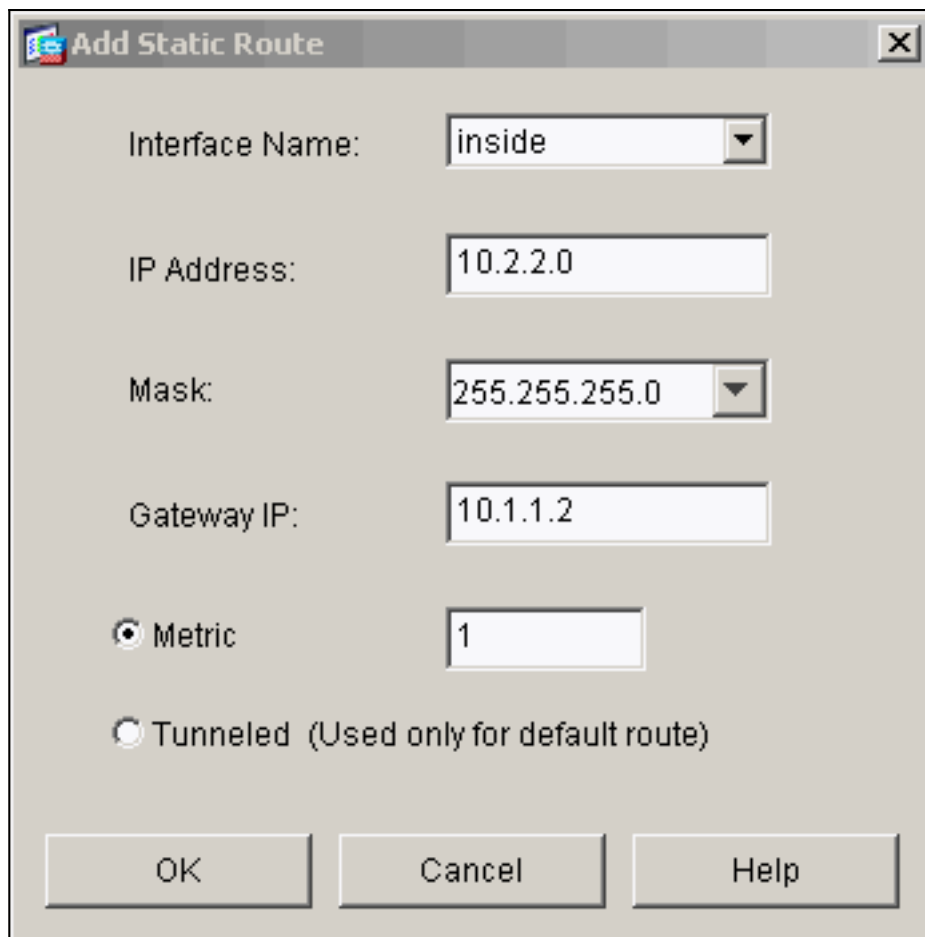 Add Static Route
Interface Name: inside
IP Address: 10.2.2.0
Mask: 255.255.255.0
Gateway IP: 10.1.1.2
Metric 1
Tunneled (Used only for default route)
OK Cancel Help